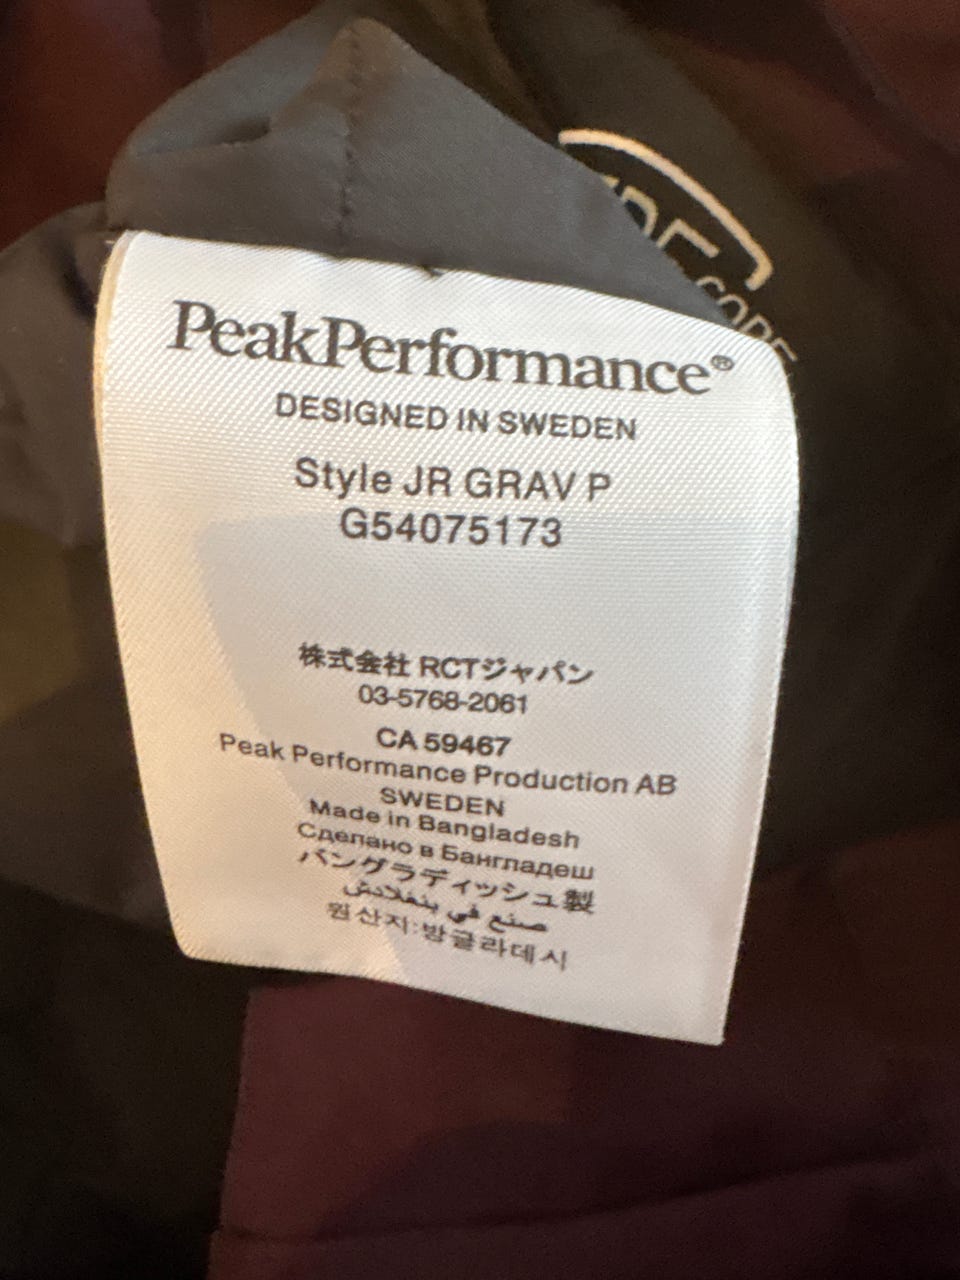 PeakPerformance®
DESIGNED IN SWEDEN
Style JR GRAV P
G54075173
株式会社 RCTジャパン
03-5768-2061
CA 59467
Peak Performance Production AB
SWEDEN
Made in Bangladesh
Сделано в Бангладеш
バングラディッシュ製
صنع في بنغلادش
원산지:방글라데시